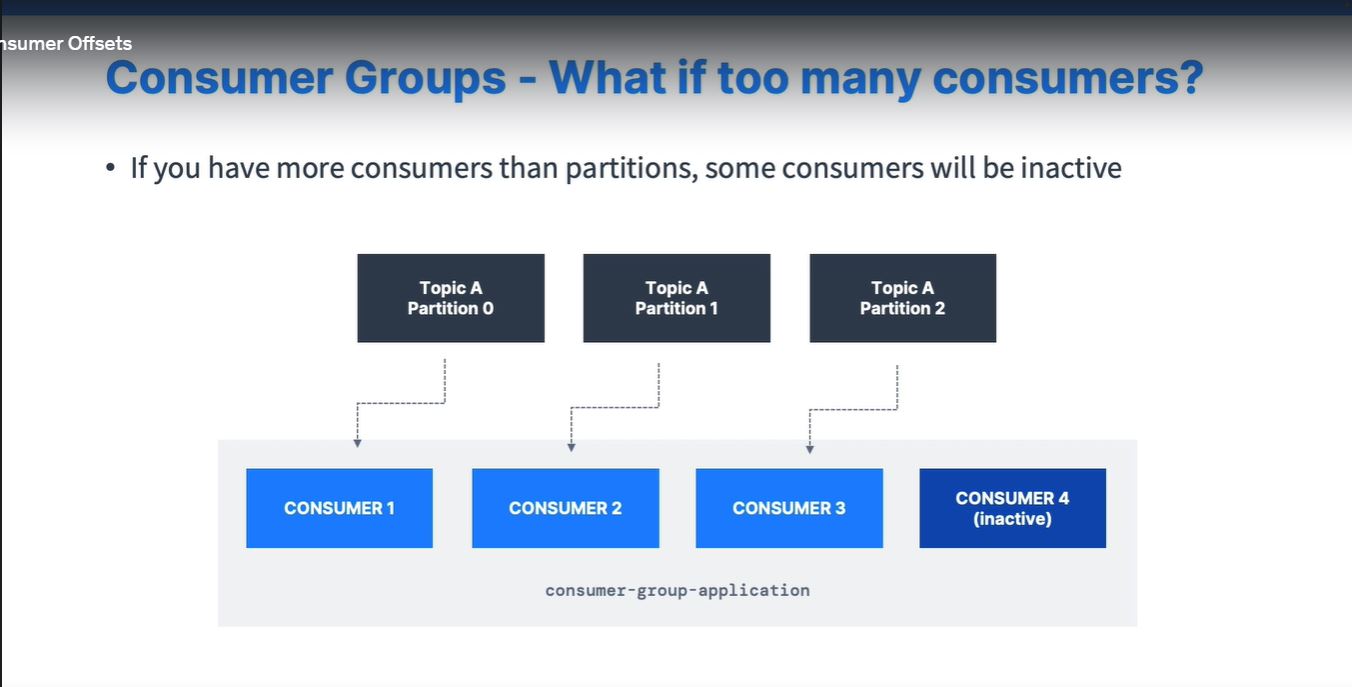 nsumer Offsets
Consumer Groups - What if too many consumers?
• If you have more consumers than partitions, some consumers will be inactive
Topic A
Partition 0
Topic A
Partition 1
Topic A
Partition 2
CONSUMER 1
CONSUMER 2
CONSUMER 3
CONSUMER 4
(inactive)
consumer-group-application